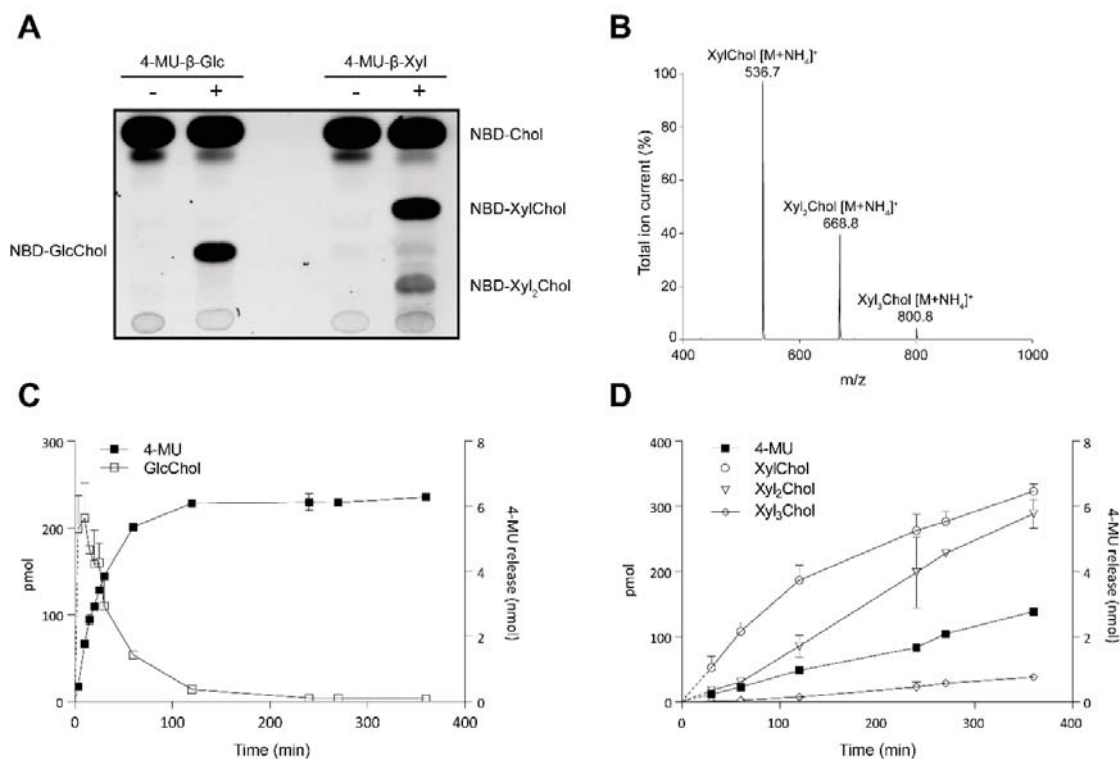 A
4-MU-β-Glc
4-MU-β-Xyl
-
+
-
+
NBD-Chol
NBD-XylChol
NBD-GlcChol
NBD-Xyl₂Chol
B
XylChol [M+NH₄]⁺
536.7
Xyl₂Chol [M+NH₄]⁺
668.8
Xyl₃Chol [M+NH₄]⁺
800.8
Total ion current (%)
100
80
60
40
20
0
400
600
800
1000
m/z
C
4-MU
GlcChol
pmol
300
200
100
0
8
6
4
2
0
4-MU release (nmol)
0
100
200
300
400
Time (min)
D
4-MU
XylChol
Xyl₂Chol
Xyl₃Chol
pmol
400
300
200
100
0
8
6
4
2
0
4-MU release (nmol)
0
100
200
300
400
Time (min)